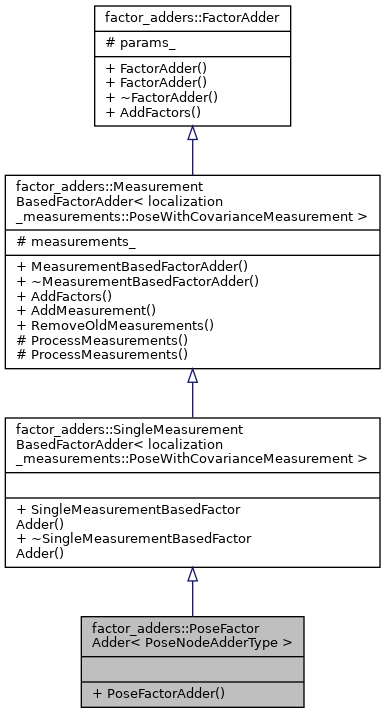 factor_adders::FactorAdder
# params_
+ FactorAdder()
+ FactorAdder()
+ ~FactorAdder()
+ AddFactors()
factor_adders::Measurement
BasedFactorAdder< localization
_measurements::PoseWithCovarianceMeasurement >
# measurements_
+ MeasurementBasedFactorAdder()
+ ~MeasurementBasedFactorAdder()
+ AddFactors()
+ AddMeasurement()
+ RemoveOldMeasurements()
# ProcessMeasurements()
# ProcessMeasurements()
factor_adders::SingleMeasurement
BasedFactorAdder< localization
_measurements::PoseWithCovarianceMeasurement >
+ SingleMeasurementBasedFactor
Adder()
+ ~SingleMeasurementBasedFactor
Adder()
factor_adders::PoseFactor
Adder< PoseNodeAdderType >
+ PoseFactorAdder()